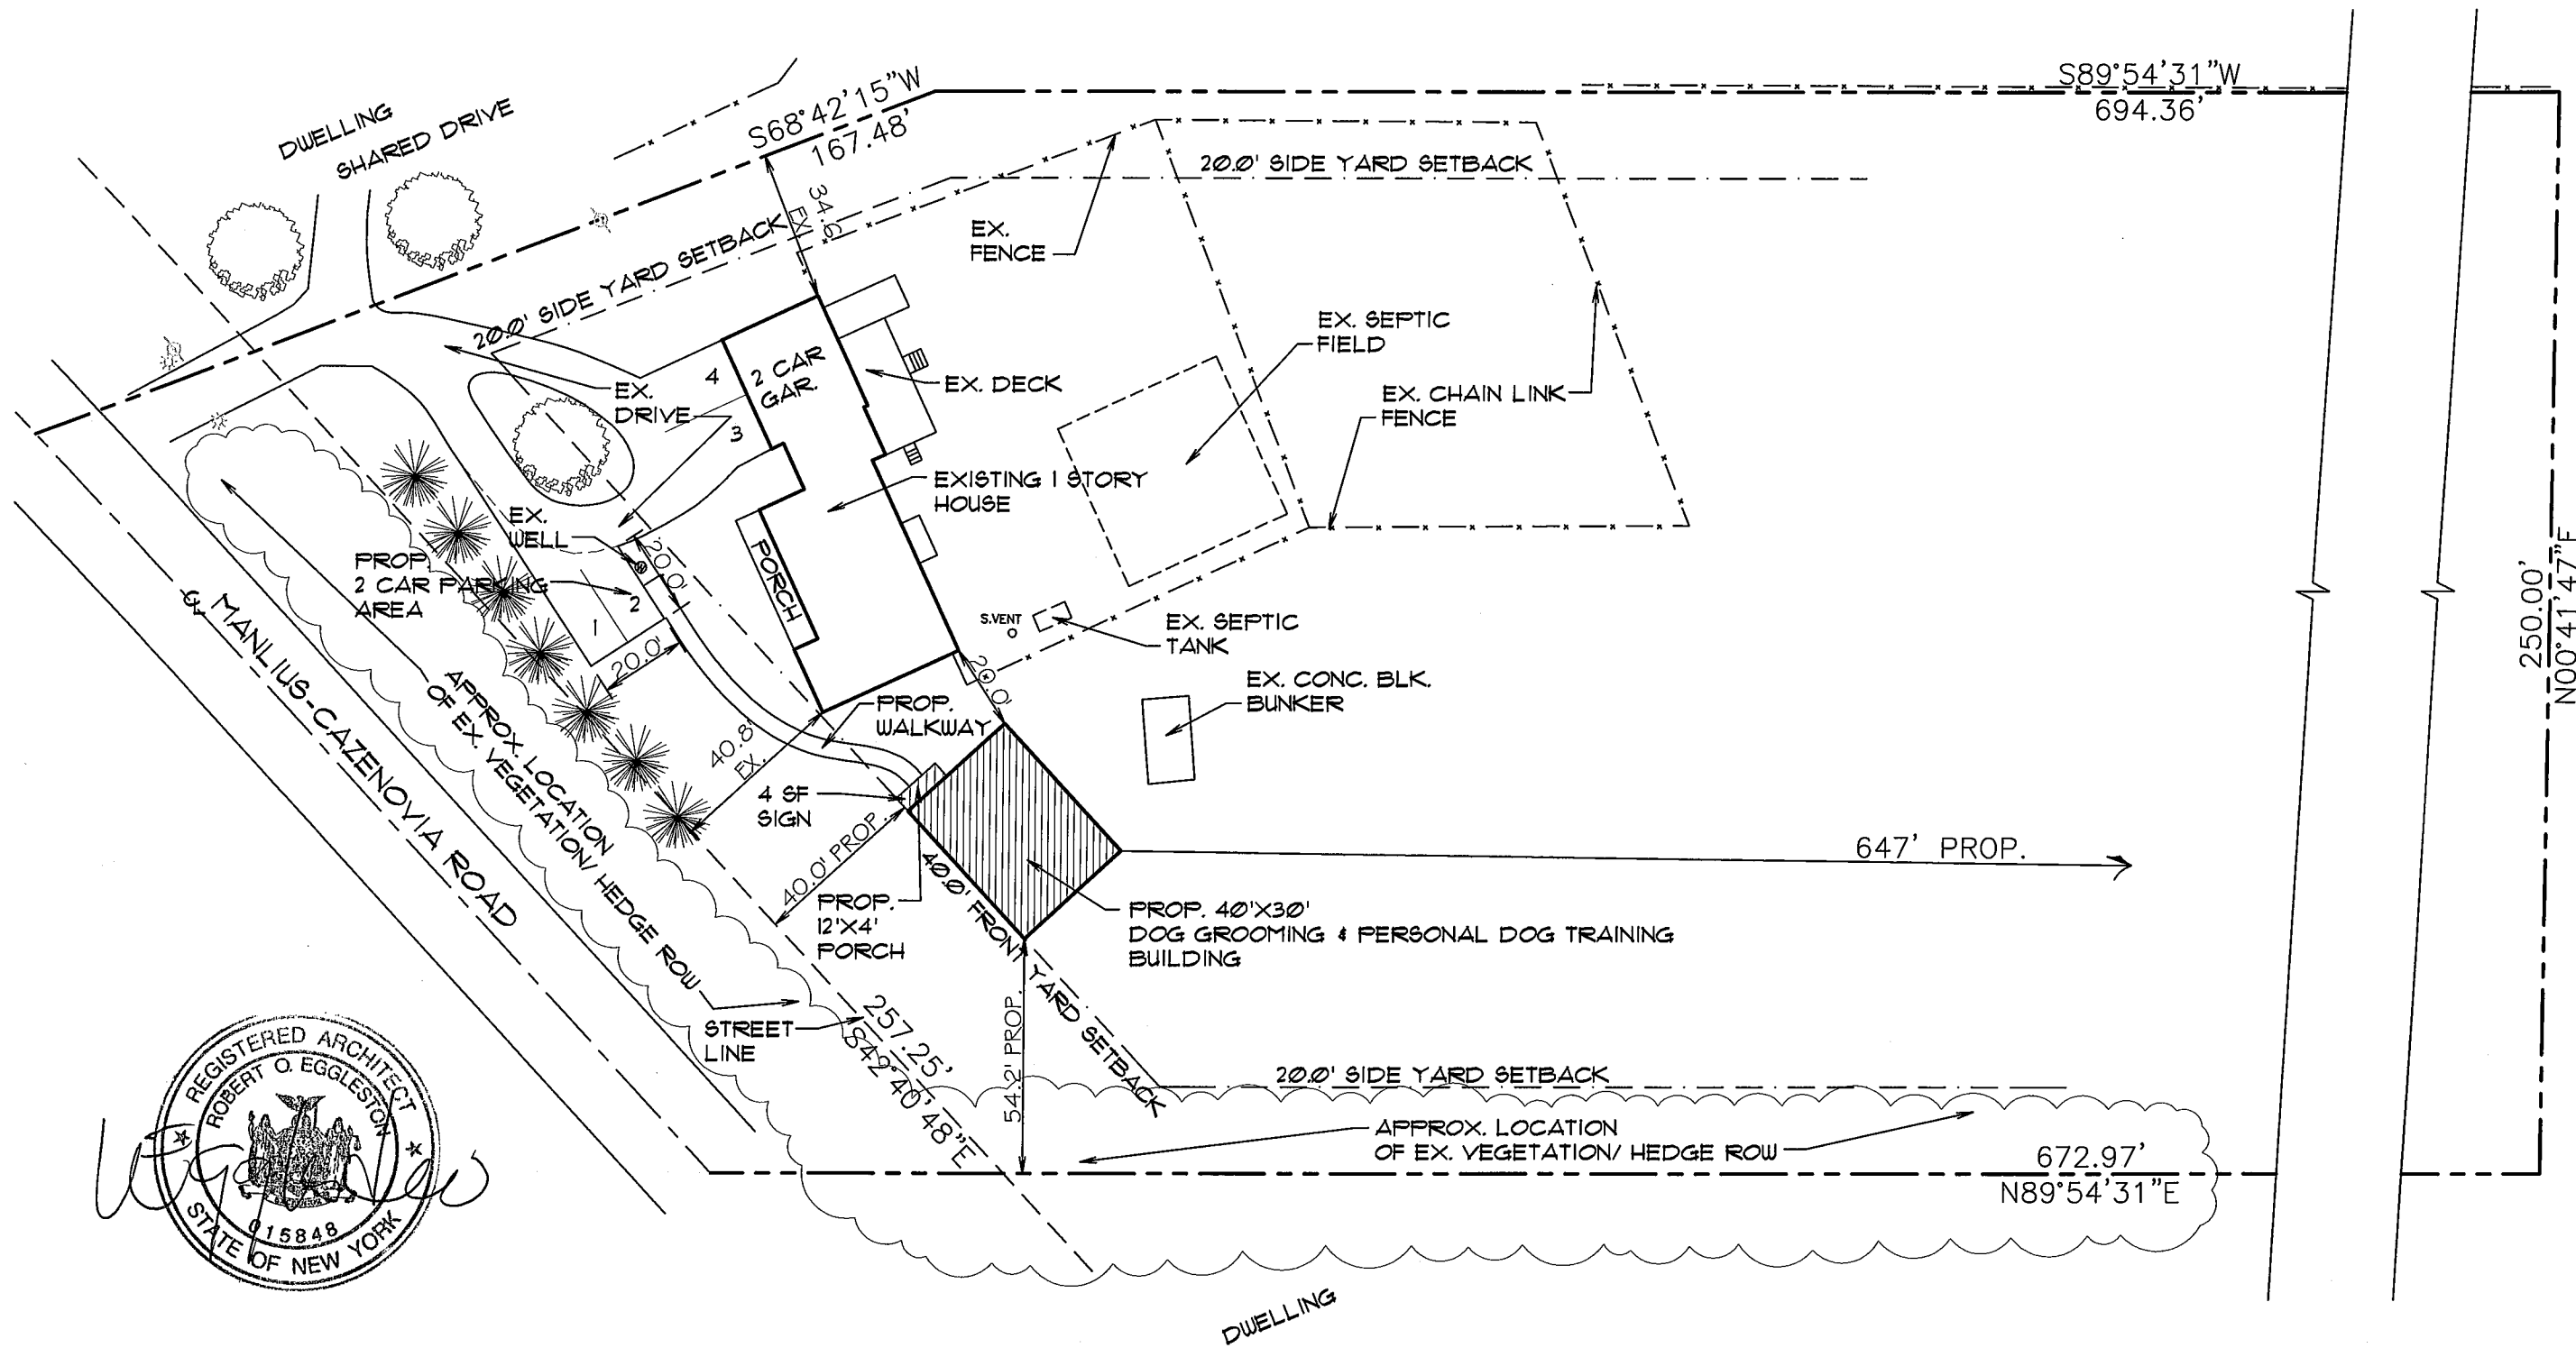 S68°42'15"W
167.48'
S89°54'31"W
694.36'
DWELLING
SHARED DRIVE
20.0' SIDE YARD SETBACK
34.6
EX.
20.0' SIDE YARD SETBACK
EX.
FENCE
EX. SEPTIC
FIELD
EX. CHAIN LINK
FENCE
2 CAR
GAR.
4
3
EX.
DRIVE
EX. DECK
EXISTING 1 STORY
HOUSE
EX.
WELL
20.0'
PORCH
PROP.
2 CAR PARKING
AREA
2
1
20.0'
S.VENT
EX. SEPTIC
TANK
20.0'
EX. CONC. BLK.
BUNKER
250.00'
N00°41'47"E
℄ MANLIUS-CAZENOVIA ROAD
APPROX. LOCATION
OF EX. VEGETATION/ HEDGE ROW
PROP.
WALKWAY
40.8'
EX.
4 SF
SIGN
40.0' PROP.
PROP.
12'X4'
PORCH
40.0' FRONT YARD SETBACK
647' PROP.
PROP. 40'X30'
DOG GROOMING & PERSONAL DOG TRAINING
BUILDING
STREET
LINE
257.25'
S42°40'48"E
54.2' PROP.
20.0' SIDE YARD SETBACK
APPROX. LOCATION
OF EX. VEGETATION/ HEDGE ROW
672.97'
N89°54'31"E
DWELLING
REGISTERED ARCHITECT
ROBERT O. EGGLESTON
015848
STATE OF NEW YORK